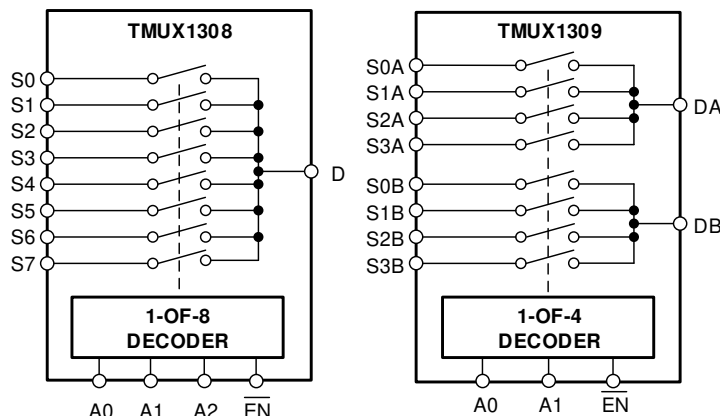 TMUX1308
S0
S1
S2
S3
S4
S5
S6
S7
D
1-OF-8
DECODER
A0 A1 A2 EN
TMUX1309
S0A
S1A
S2A
S3A
DA
S0B
S1B
S2B
S3B
DB
1-OF-4
DECODER
A0 A1 EN